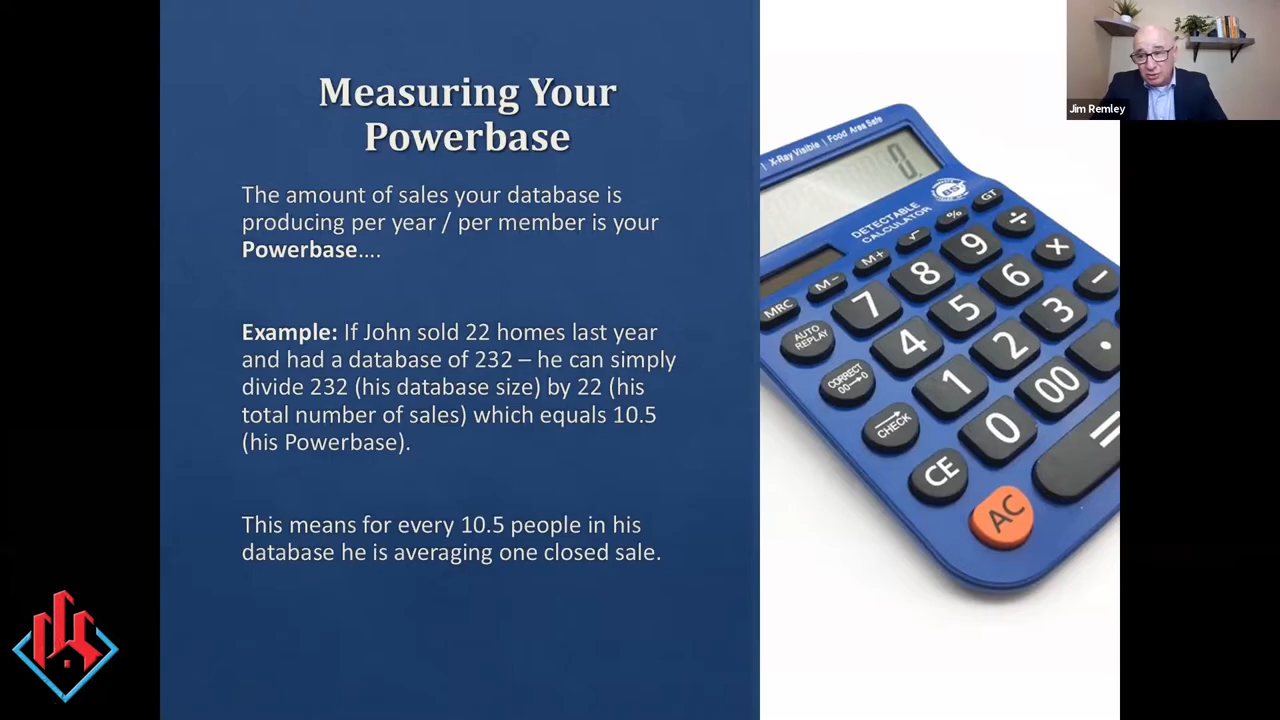 Measuring Your
Powerbase
The amount of sales your database is
producing per year / per member is your
Powerbase....
Example: If John sold 22 homes last year
and had a database of 232 – he can simply
divide 232 (his database size) by 22 (his
total number of sales) which equals 10.5
(his Powerbase).
This means for every 10.5 people in his
database he is averaging one closed sale.
| X-Ray Visible | Food Area Safe
0.
DETECTABLE
CALCULATOR
MRC M- M+ √ % GT
7 8 9 ÷
AUTO REPLAY 4 5 6 ×
CORRECT 00→0 1 2 3 −
CHECK 0 00 .
CE AC =
Jim Remley